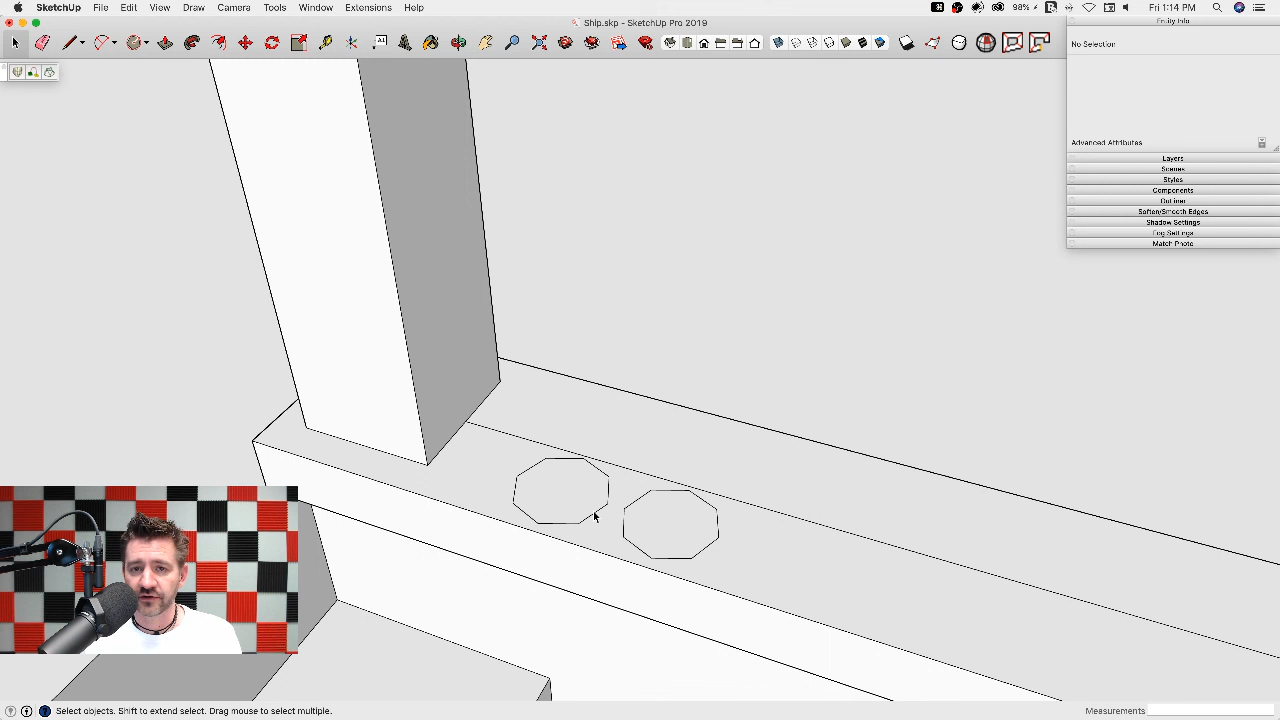 SketchUp File Edit View Draw Camera Tools Window Extensions Help 98% Fri 1:14 PM
Ship.skp - SketchUp Pro 2019
Entity Info
No Selection
Advanced Attributes
Layers
Scenes
Styles
Components
Outliner
Soften/Smooth Edges
Shadow Settings
Fog Settings
Match Photo
Select objects. Shift to extend select. Drag mouse to select multiple.
Measurements